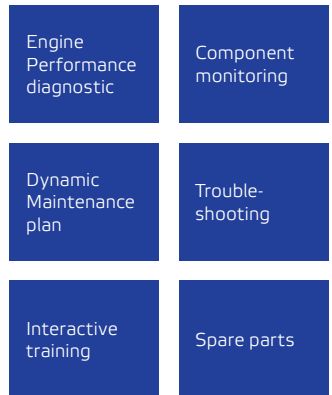 Engine
Performance
diagnostic
Component
monitoring
Dynamic
Maintenance
plan
Trouble-
shooting
Interactive
training
Spare parts